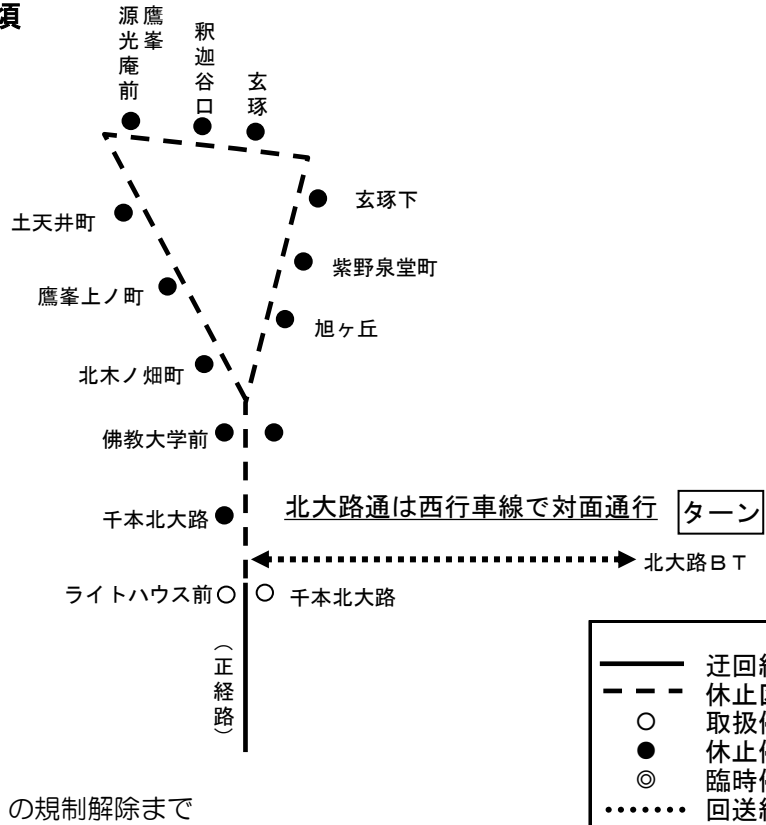 項
鷹峯
源光庵前
釈迦谷口
玄琢
玄琢下
土天井町
紫野泉堂町
鷹峯上ノ町
旭ヶ丘
北木ノ畑町
佛教大学前
千本北大路
北大路通は西行車線で対面通行
ターン
北大路BT
ライトハウス前
千本北大路
(正経路)
迂回
休止
取扱
休止
臨時
回送
の規制解除まで